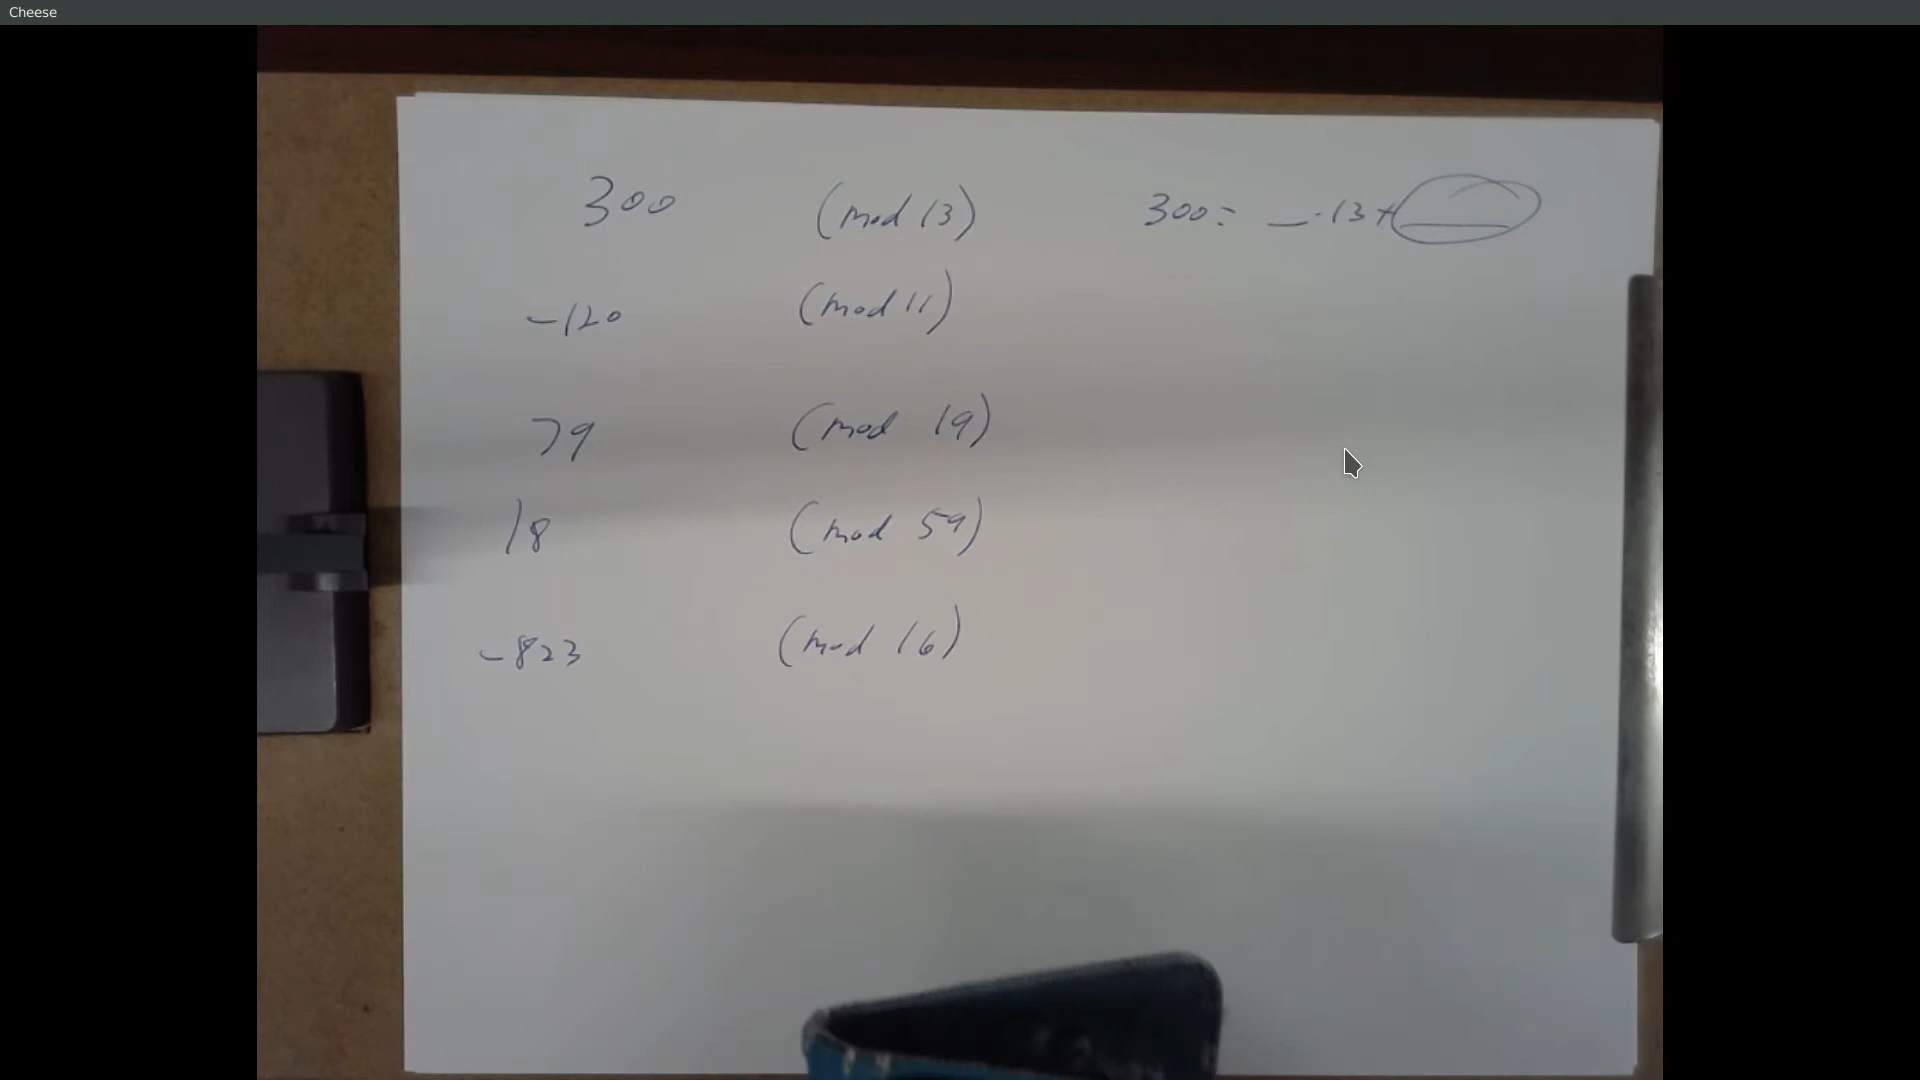 Cheese
300 (mod 13) 300 = _ · 13 + _
-120 (mod 11)
79 (mod 19)
18 (mod 59)
-823 (mod 16)